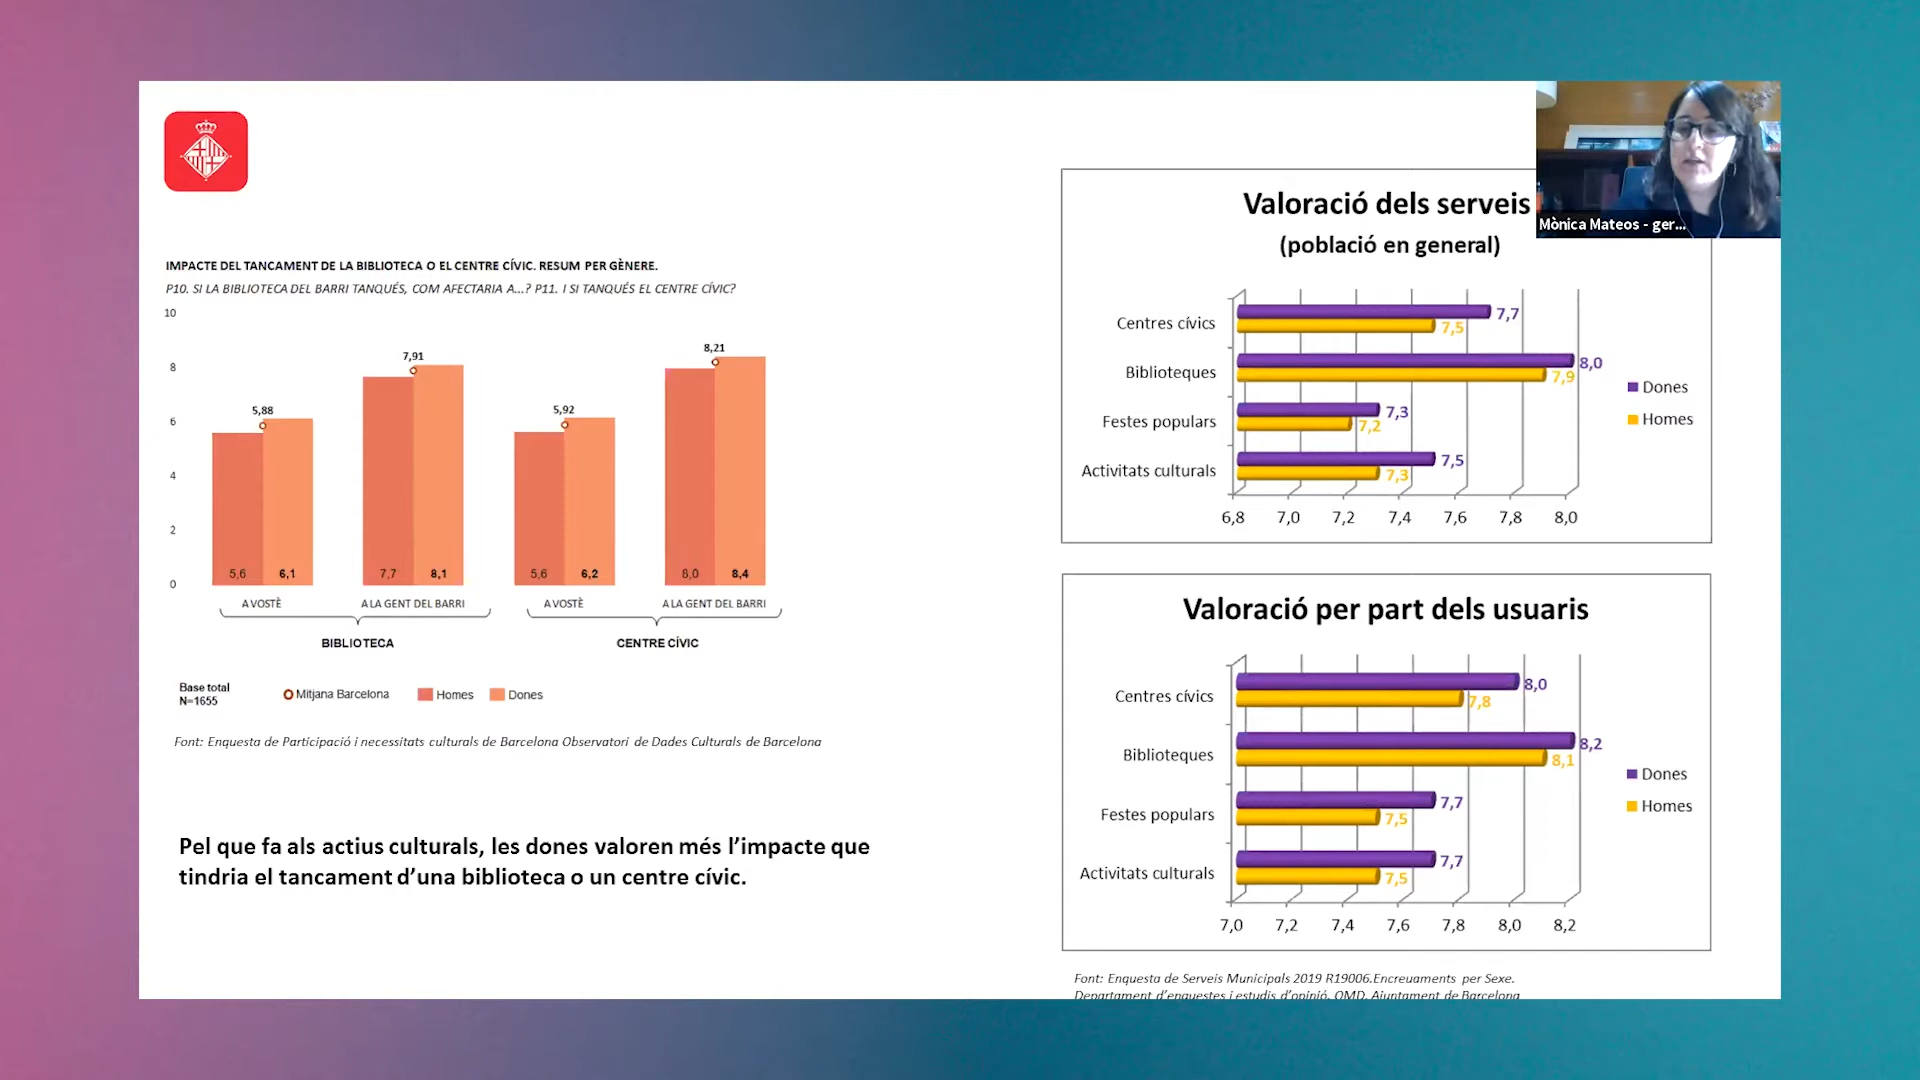 IMPACTE DEL TANCAMENT DE LA BIBLIOTECA O EL CENTRE CÍVIC. RESUM PER GÈNERE.
P10. SI LA BIBLIOTECA DEL BARRI TANQUÉS, COM AFECTARIA A...? P11. I SI TANQUÉS EL CENTRE CÍVIC?
10
8
6
4
2
0
5,88
7,91
5,92
8,21
5,6
6,1
7,7
8,1
5,6
6,2
8,0
8,4
A VOSTÈ
A LA GENT DEL BARRI
A VOSTÈ
A LA GENT DEL BARRI
BIBLIOTECA
CENTRE CÍVIC
Base total
N=1655
Mitjana Barcelona
Homes
Dones
Font: Enquesta de Participació i necessitats culturals de Barcelona Observatori de Dades Culturals de Barcelona
Pel que fa als actius culturals, les dones valoren més l'impacte que
tindria el tancament d'una biblioteca o un centre cívic.
Mònica Mateos - ger...
Valoració dels serveis
(població en general)
Centres cívics
7,7
7,5
Biblioteques
8,0
7,9
Festes populars
7,3
7,2
Activitats culturals
7,5
7,3
6,8 7,0 7,2 7,4 7,6 7,8 8,0
Dones
Homes
Valoració per part dels usuaris
Centres cívics
8,0
7,8
Biblioteques
8,2
8,1
Festes populars
7,7
7,5
Activitats culturals
7,7
7,5
7,0 7,2 7,4 7,6 7,8 8,0 8,2
Dones
Homes
Font: Enquesta de Serveis Municipals 2019 R19006.Encreuaments per Sexe.
Departament d'enquestes i estudis d'opinió. OMD. Ajuntament de Barcelona